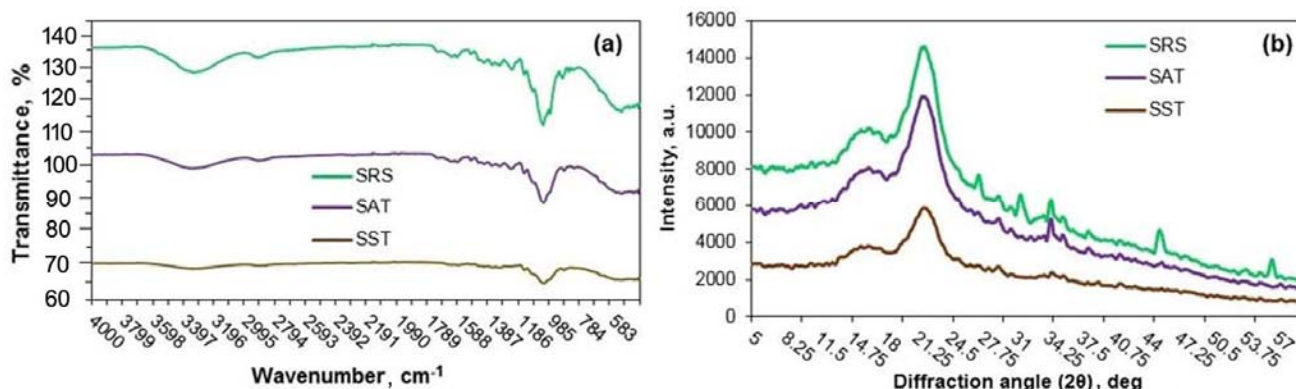 (a)
Transmittance, %
140
130
120
110
100
90
80
70
60
SRS
SAT
SST
4000 3799 3598 3397 3196 2995 2794 2593 2392 2191 1990 1789 1588 1387 1186 985 784 583
Wavenumber, cm-1
(b)
Intensity, a.u.
16000
14000
12000
10000
8000
6000
4000
2000
0
SRS
SAT
SST
5 8.25 11.5 14.75 18 21.25 24.5 27.75 31 34.25 37.5 40.75 44 47.25 50.5 53.75 57
Diffraction angle (2θ), deg